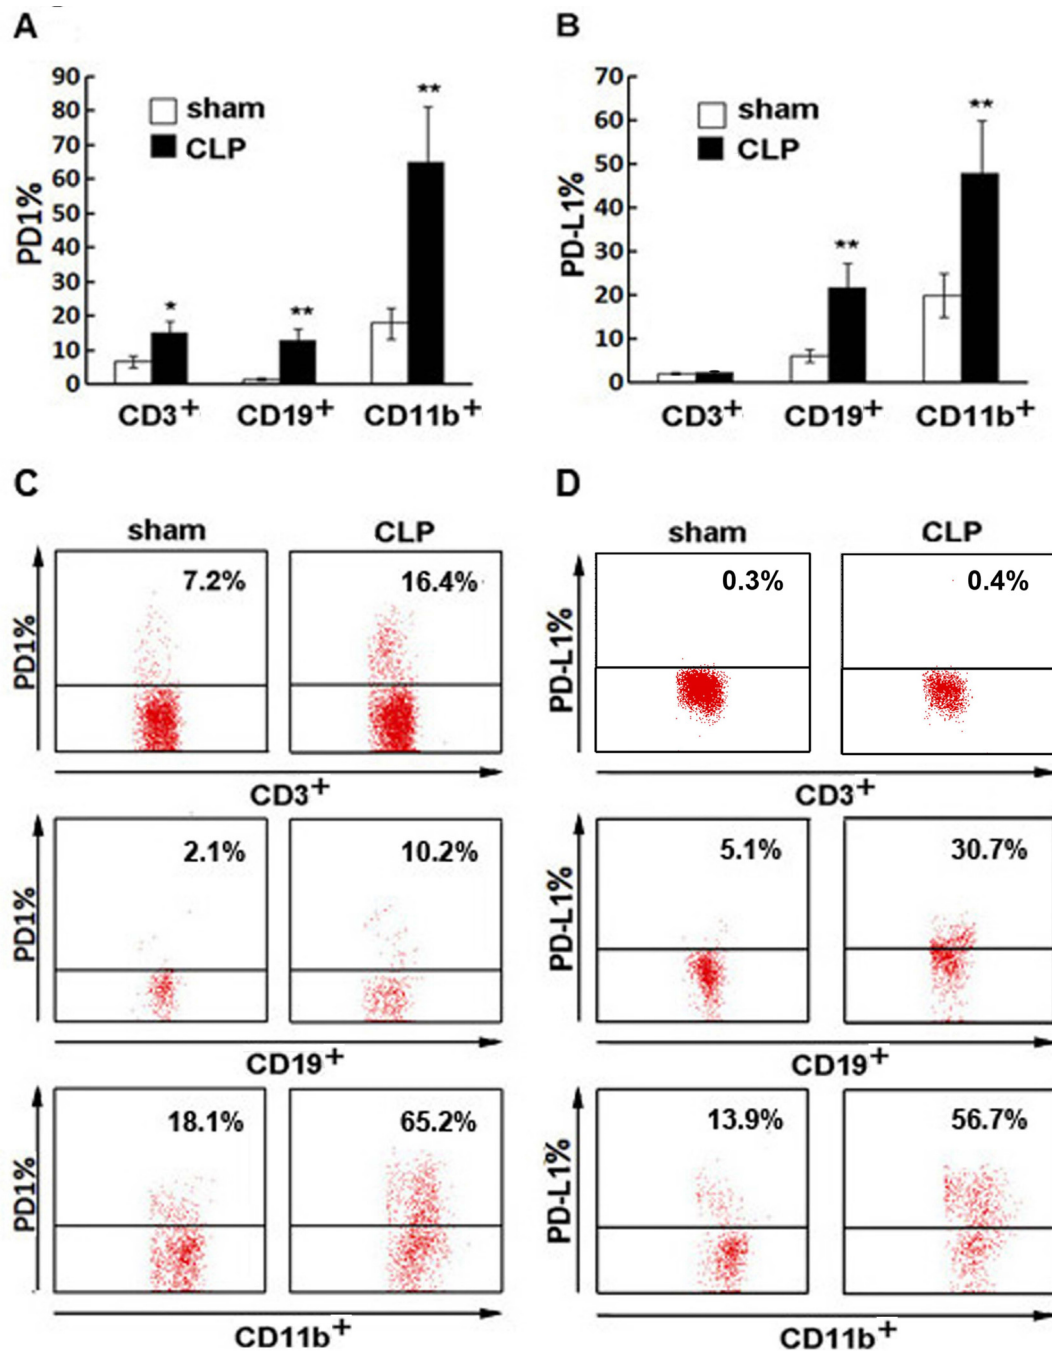 A
PD1%
90
80
70
60
50
40
30
20
10
0
sham
CLP
*
**
**
CD3+ CD19+ CD11b+
B
PD-L1%
70
60
50
40
30
20
10
0
sham
CLP
**
**
CD3+ CD19+ CD11b+
C
sham CLP
PD1%
7.2% 16.4%
CD3+
PD1%
2.1% 10.2%
CD19+
PD1%
18.1% 65.2%
CD11b+
D
sham CLP
PD-L1%
0.3% 0.4%
CD3+
PD-L1%
5.1% 30.7%
CD19+
PD-L1%
13.9% 56.7%
CD11b+